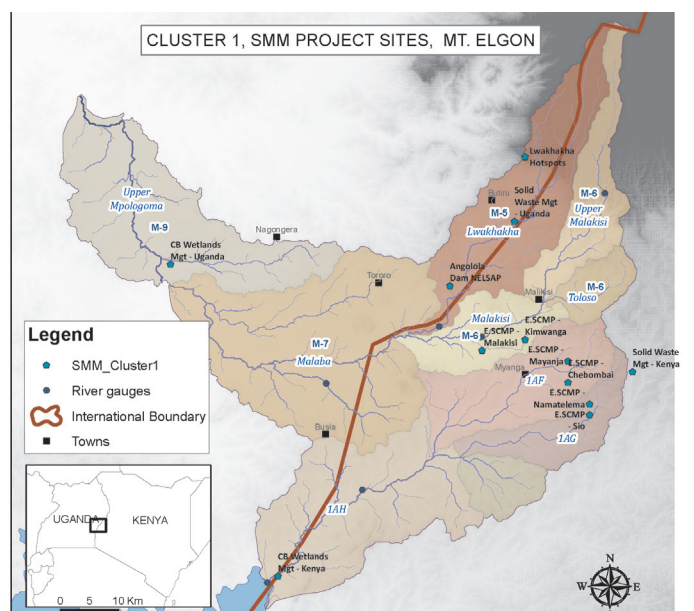 CLUSTER 1, SMM PROJECT SITES, MT. ELGON
Lwakhakha
Hotspots
Butiru
Solid
Waste Mgt
- Uganda
M-5
Lwakhakha
M-6
Upper
Malakisi
Upper
Mpologoma
M-9
Nagongera
CB Wetlands
Mgt - Uganda
Tororo
Angolola
Dam NELSAP
Malikisi
M-6
Toloso
Malakisi
M-6
E.SCMP -
Malakisi
E.SCMP -
Kimwanga
E.SCMP -
Mayanja
E.SCMP -
Chebombai
Solid Waste
Mgt - Kenya
M-7
Malaba
Myanga
1AF
E.SCMP -
Namatelema
E.SCMP
- Sio
1AG
Busia
1AH
CB Wetlands
Mgt - Kenya
Legend
SMM_Cluster1
River gauges
International Boundary
Towns
UGANDA
KENYA
0 5 10 Km
N
W
E
S